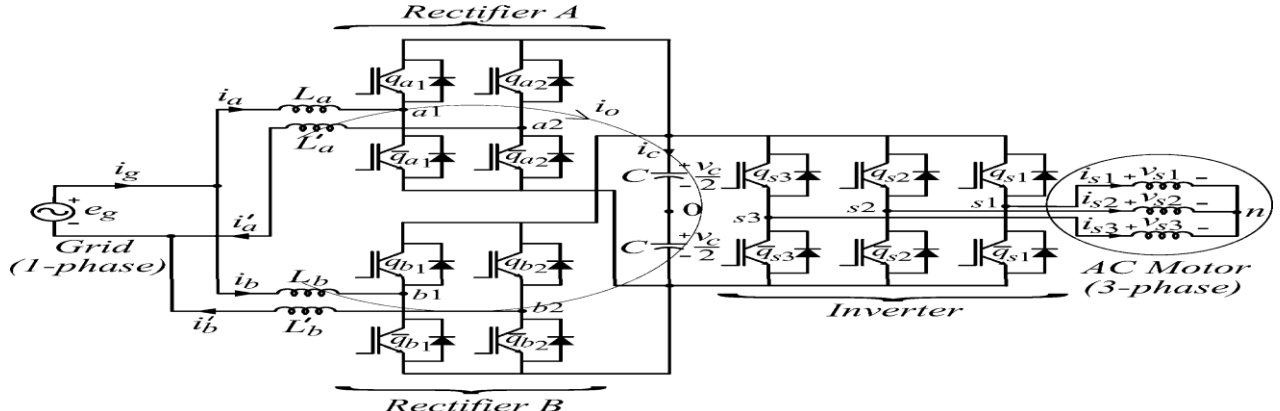 Rectifier A
q_a1
q_a2
i_a
L_a
a1
i_o
L'_a
a2
q̄_a1
q̄_a2
i_g
i_c
C
+
v_c/2
-
+
e_g
-
0
Grid
(1-phase)
i'_a
C
+
v_c/2
-
q_s3
q_s2
q_s1
s3
s2
s1
q̄_s3
q̄_s2
q̄_s1
i_s1 + v_s1 -
i_s2 + v_s2 -
i_s3 + v_s3 -
n
AC Motor
(3-phase)
Inverter
q_b1
q_b2
i_b
L_b
b1
i'_b
L'_b
b2
q̄_b1
q̄_b2
Rectifier B